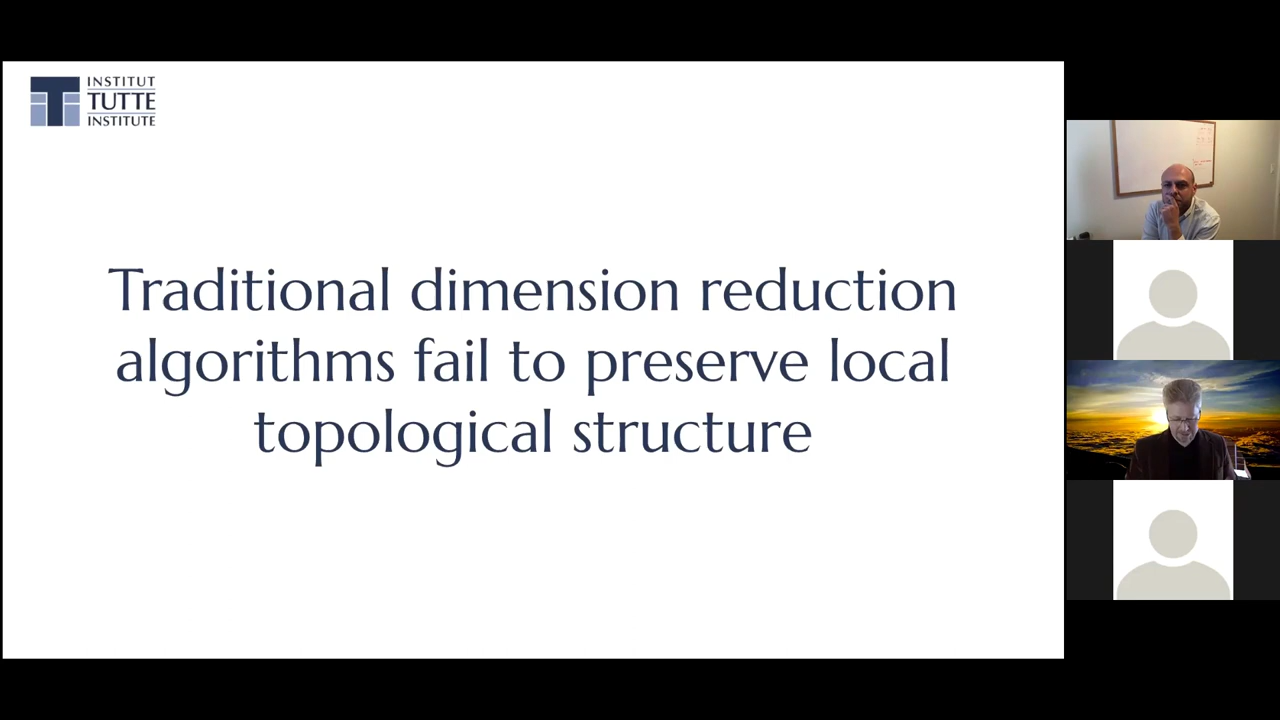 INSTITUT
TUTTE
INSTITUTE
Traditional dimension reduction
algorithms fail to preserve local
topological structure